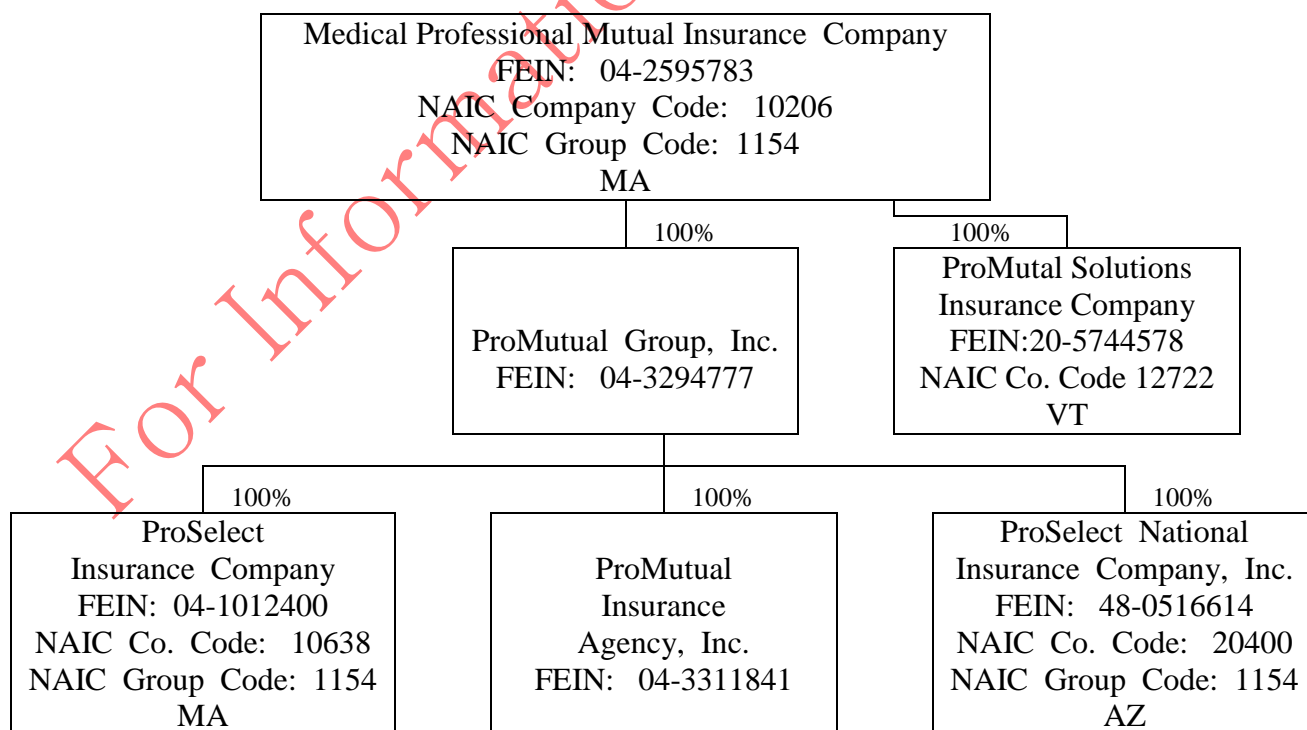 Medical Professional Mutual Insurance Company
FEIN: 04-2595783
NAIC Company Code: 10206
NAIC Group Code: 1154
MA
100%
100%
ProMutual Group, Inc.
FEIN: 04-3294777
ProMutal Solutions
Insurance Company
FEIN:20-5744578
NAIC Co. Code 12722
VT
100%
100%
100%
ProSelect
Insurance Company
FEIN: 04-1012400
NAIC Co. Code: 10638
NAIC Group Code: 1154
MA
ProMutual
Insurance
Agency, Inc.
FEIN: 04-3311841
ProSelect National
Insurance Company, Inc.
FEIN: 48-0516614
NAIC Co. Code: 20400
NAIC Group Code: 1154
AZ
For Informatio